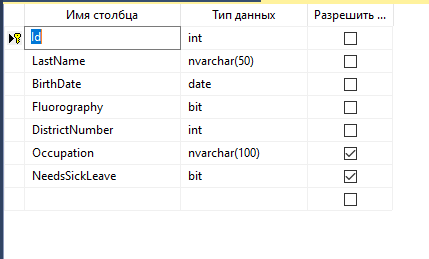 Имя столбца Тип данных Разрешить ...
Id int
LastName nvarchar(50)
BirthDate date
Fluorography bit
DistrictNumber int
Occupation nvarchar(100)
NeedsSickLeave bit